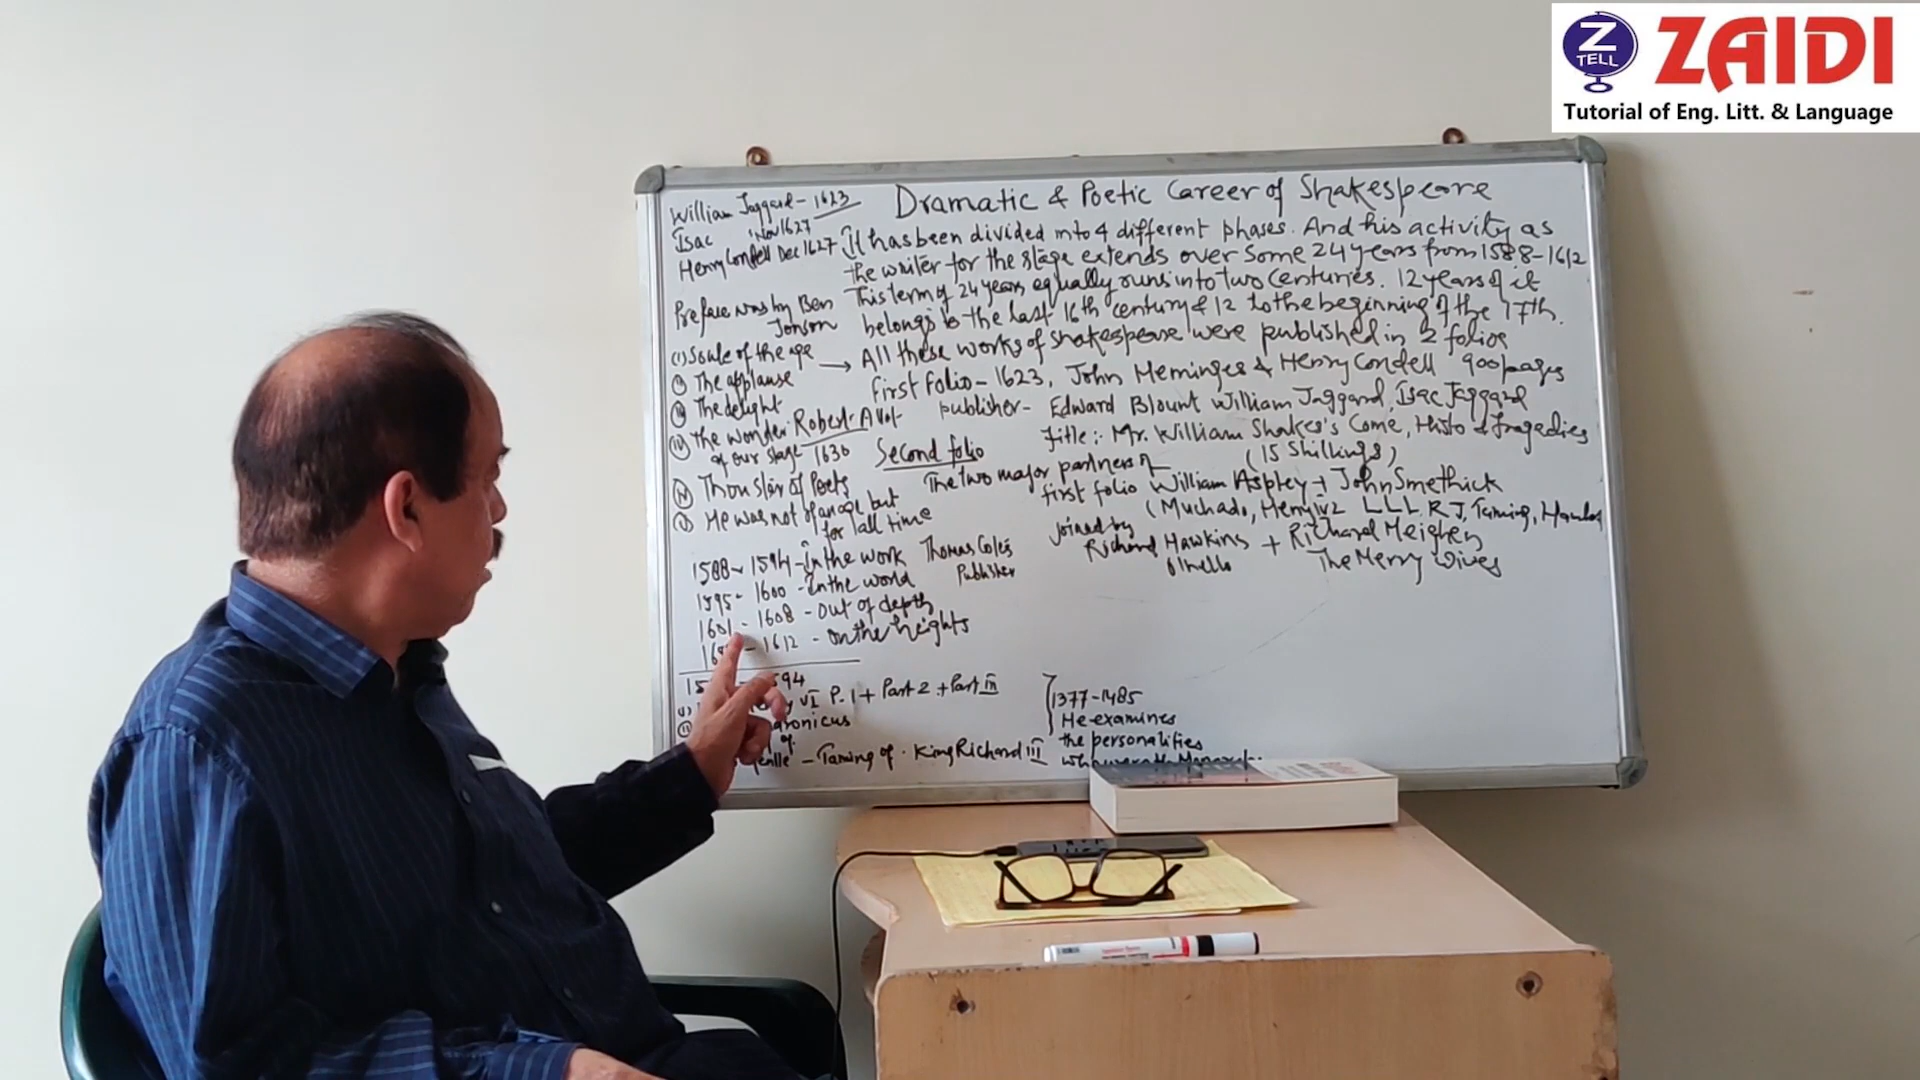 Z
TELL
ZAIDI
Tutorial of Eng. Litt. & Language
Dramatic & Poetic Career of Shakespeare
It has been divided into 4 different phases. And his activity as
the writer for the stage extends over some 24 years from 1588-1612
This term of 24 years equally runs into two centuries. 12 years of it
belongs to the last 16th century & 12 to the beginning of the 17th.
→ All these works of Shakespeare were published in 2 folios
first folio - 1623, John Heminges & Henry Condell 900 pages
publisher- Edward Blount William Jaggard, Isac Jaggard
Title:- Mr. William Shakes's Come, Histo & Tragedies
(15 Shillings)
Second folio
The two major partners of
first folio William Aspley + John Smethick
(Muchado, Henry iv 2 LLL RJ, Taming, Hamlet
joined by
Richard Hawkins + Richard Meighen
Othello The Merry Wives
William Jaggard - 1623
Isac Nov 1627
Henry Condell Dec 1627
Preface was by Ben
Jonson
(i) Soule of the age
The applause
The delight
the wonder
of our stage
Robert Allot
1630
Thou Star of Poets
He was not of an age but
for all time
1588 - 1594 - In the work
1595 - 1600 - In the world
1601 - 1608 - Out of depth
1612 - On the heights
Thomas Cotes
Publisher
94
VI P-1 + Part 2 + Part III
ronicus
- Taming of. King Richard III
1377-1485
He examines
the personalities